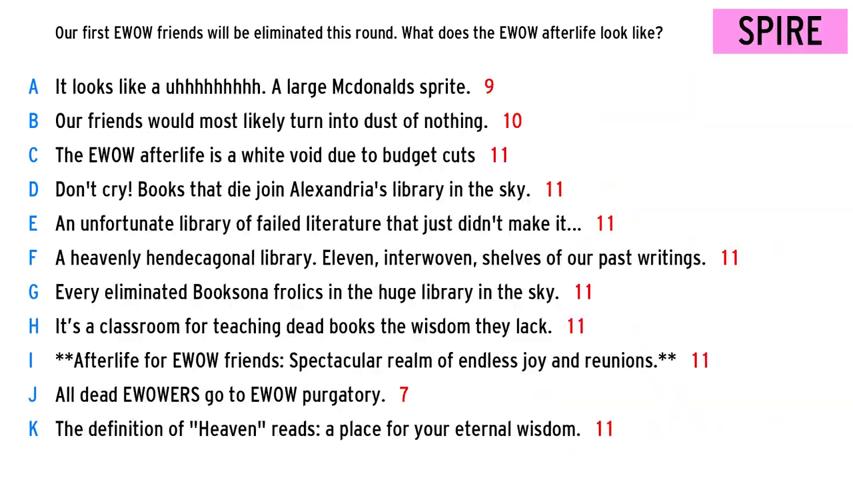 Our first EWOW friends will be eliminated this round. What does the EWOW afterlife look like?
SPIRE
A It looks like a uhhhhhhhhh. A large Mcdonalds sprite. 9
B Our friends would most likely turn into dust of nothing. 10
C The EWOW afterlife is a white void due to budget cuts 11
D Don't cry! Books that die join Alexandria's library in the sky. 11
E An unfortunate library of failed literature that just didn't make it... 11
F A heavenly hendecagonal library. Eleven, interwoven, shelves of our past writings. 11
G Every eliminated Booksona frolics in the huge library in the sky. 11
H It’s a classroom for teaching dead books the wisdom they lack. 11
I **Afterlife for EWOW friends: Spectacular realm of endless joy and reunions.** 11
J All dead EWOWERS go to EWOW purgatory. 7
K The definition of "Heaven" reads: a place for your eternal wisdom. 11